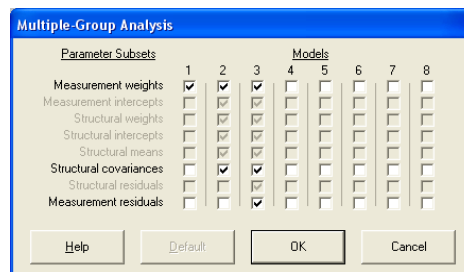 Multiple-Group Analysis
Parameter Subsets Models
1 2 3 4 5 6 7 8
Measurement weights
Measurement intercepts
Structural weights
Structural intercepts
Structural means
Structural covariances
Structural residuals
Measurement residuals
Help Default OK Cancel